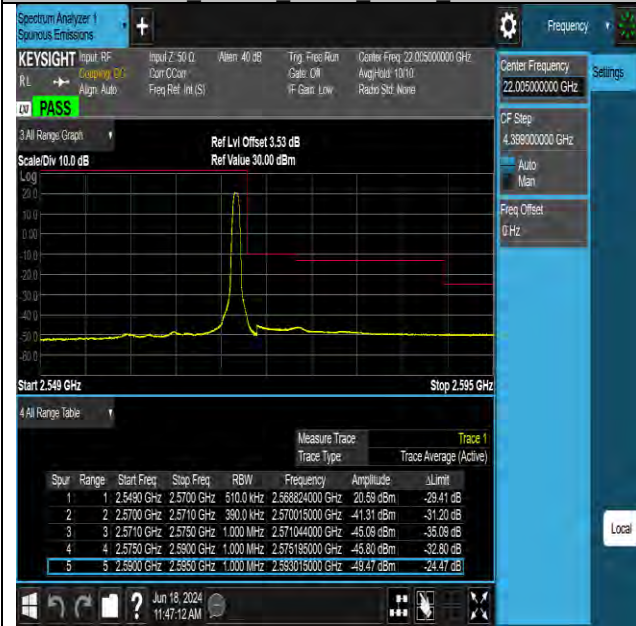 Spectrum Analyzer 1
Spurious Emissions
Frequency
KEYSIGHT Input: RF Input Z: 50 Ω Atten: 40 dB Trig: Free Run Center Freq: 22.005000000 GHz
RL Coupling: DC Corr CCorr Gate: Off Avg|Hold: 10/10
Align: Auto Freq Ref: Int (S) IF Gain: Low Radio Std: None
PASS
Center Frequency
22.005000000 GHz
Settings
CF Step
4.399000000 GHz
Auto
Man
Freq Offset
0 Hz
3 All Range Graph
Ref Lvl Offset 3.53 dB
Scale/Div 10.0 dB Ref Value 30.00 dBm
Log
20.0
10.0
0.00
-10.0
-20.0
-30.0
-40.0
-50.0
-60.0
Start 2.549 GHz Stop 2.595 GHz
4 All Range Table
Measure Trace Trace 1
Trace Type Trace Average (Active)
Spur Range Start Freq Stop Freq RBW Frequency Amplitude ΔLimit
1 1 2.5490 GHz 2.5700 GHz 510.0 kHz 2.568824000 GHz 20.59 dBm -29.41 dB
2 2 2.5700 GHz 2.5710 GHz 390.0 kHz 2.570015000 GHz -41.31 dBm -31.20 dB
3 3 2.5710 GHz 2.5750 GHz 1.000 MHz 2.571044000 GHz -45.09 dBm -35.09 dB
4 4 2.5750 GHz 2.5900 GHz 1.000 MHz 2.575195000 GHz -45.80 dBm -32.80 dB
5 5 2.5900 GHz 2.5950 GHz 1.000 MHz 2.593015000 GHz -49.47 dBm -24.47 dB
Local
Jun 18, 2024
11:47:12 AM